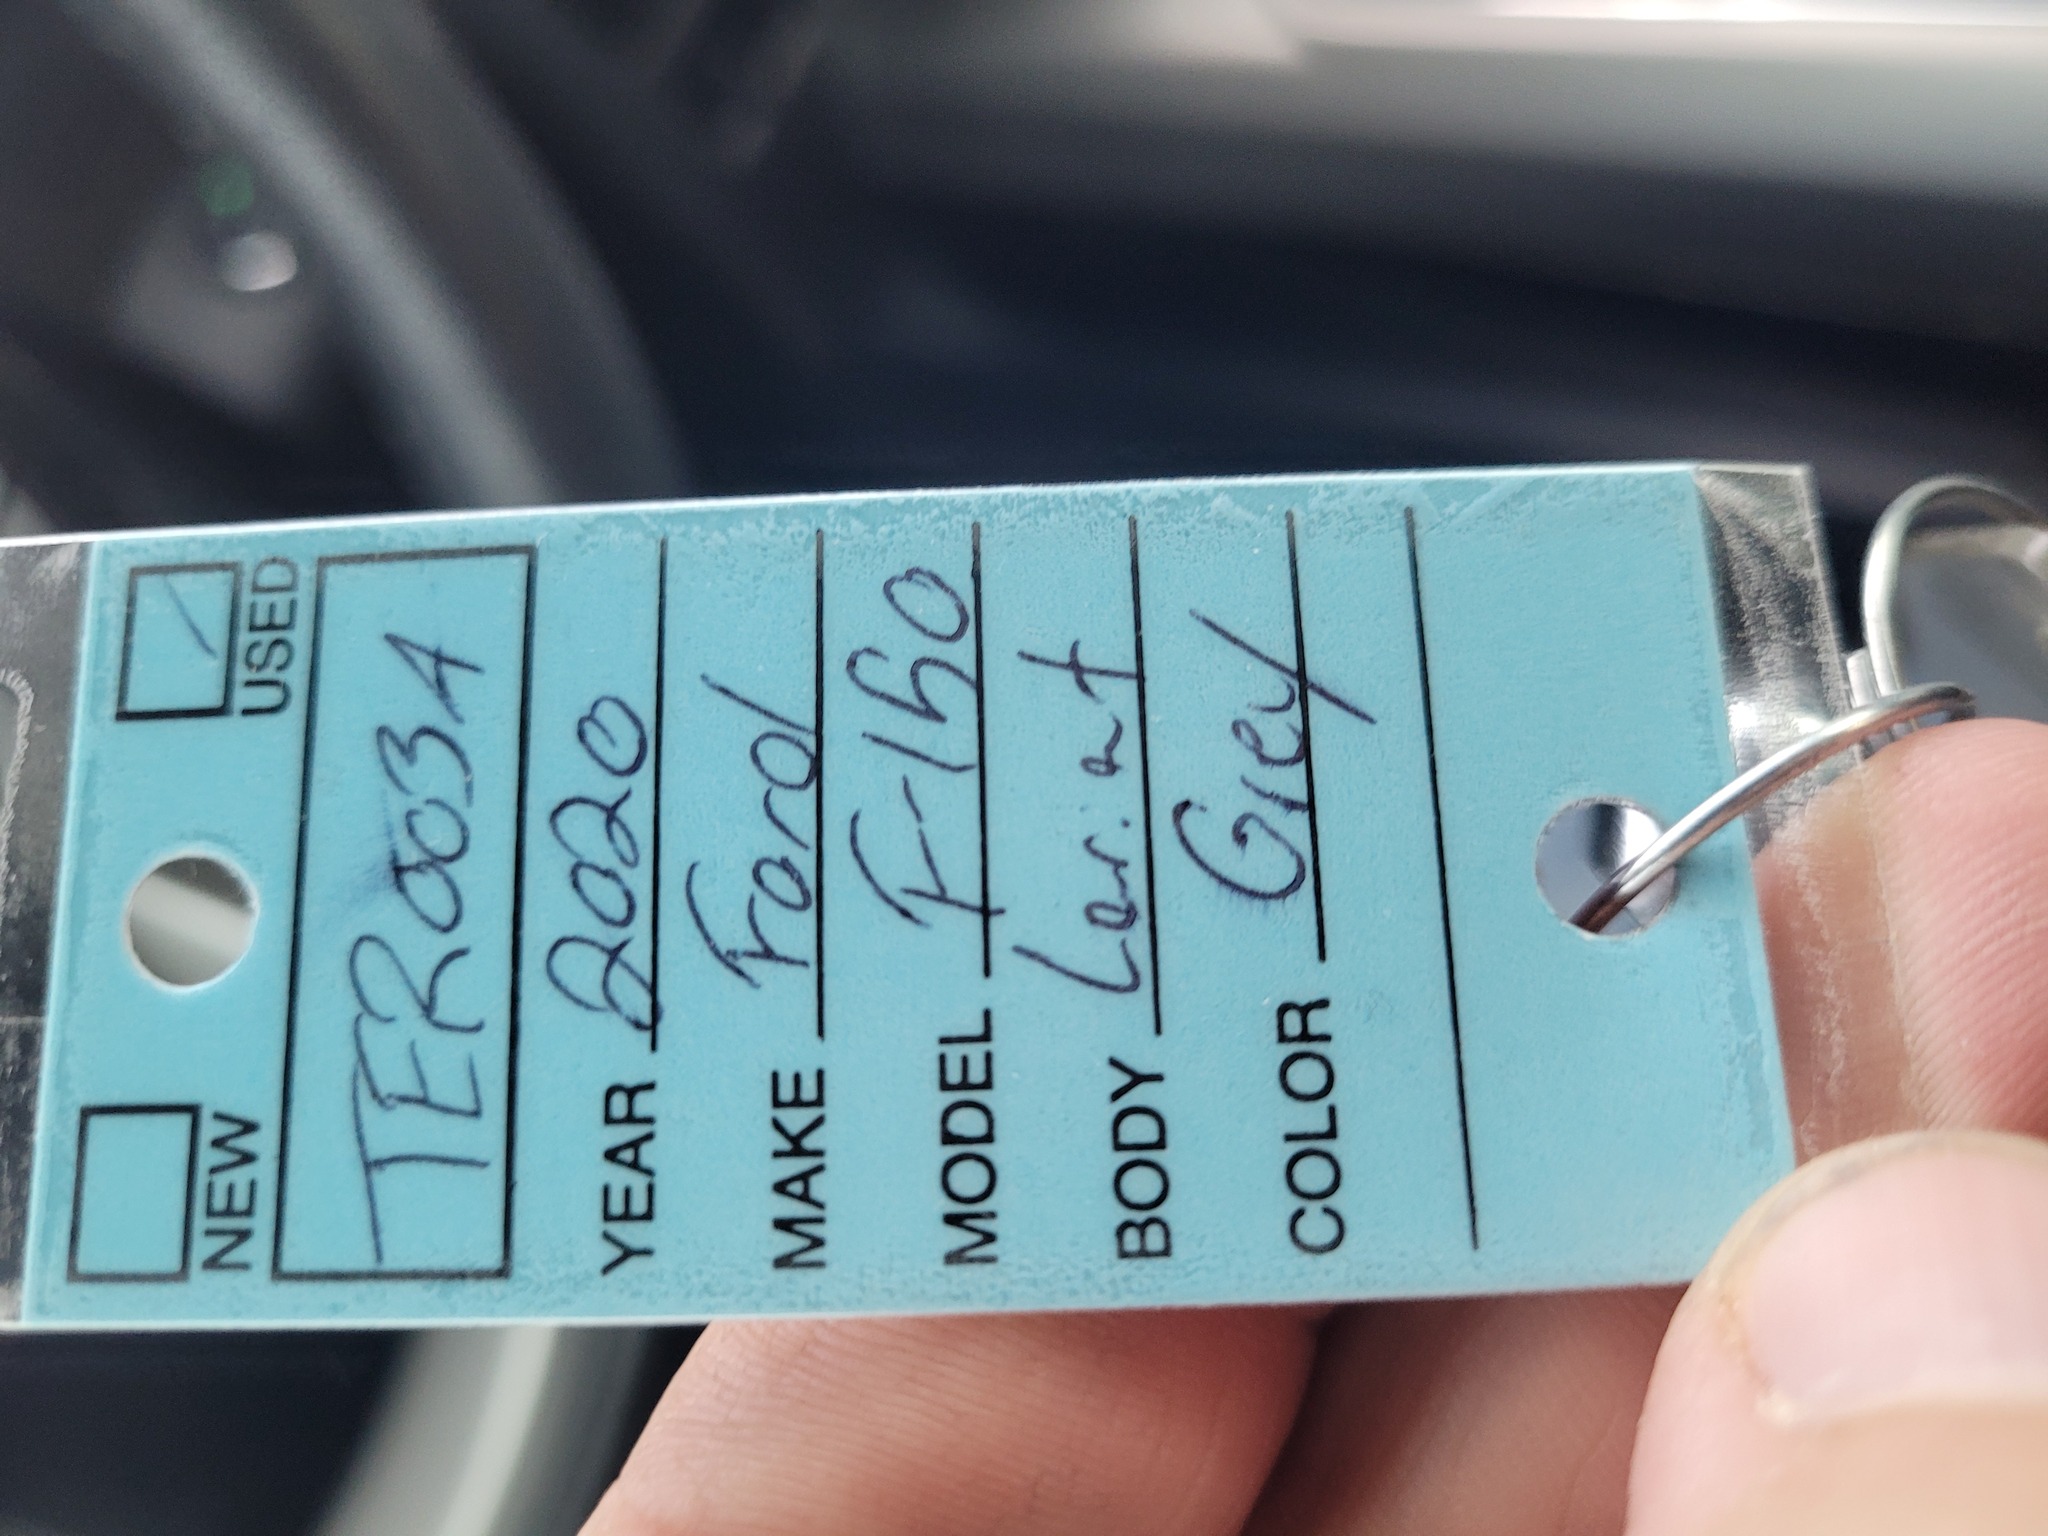 NEW USED
TER003A
YEAR 2020
MAKE Ford
MODEL F-150
BODY Lariat
COLOR Grey